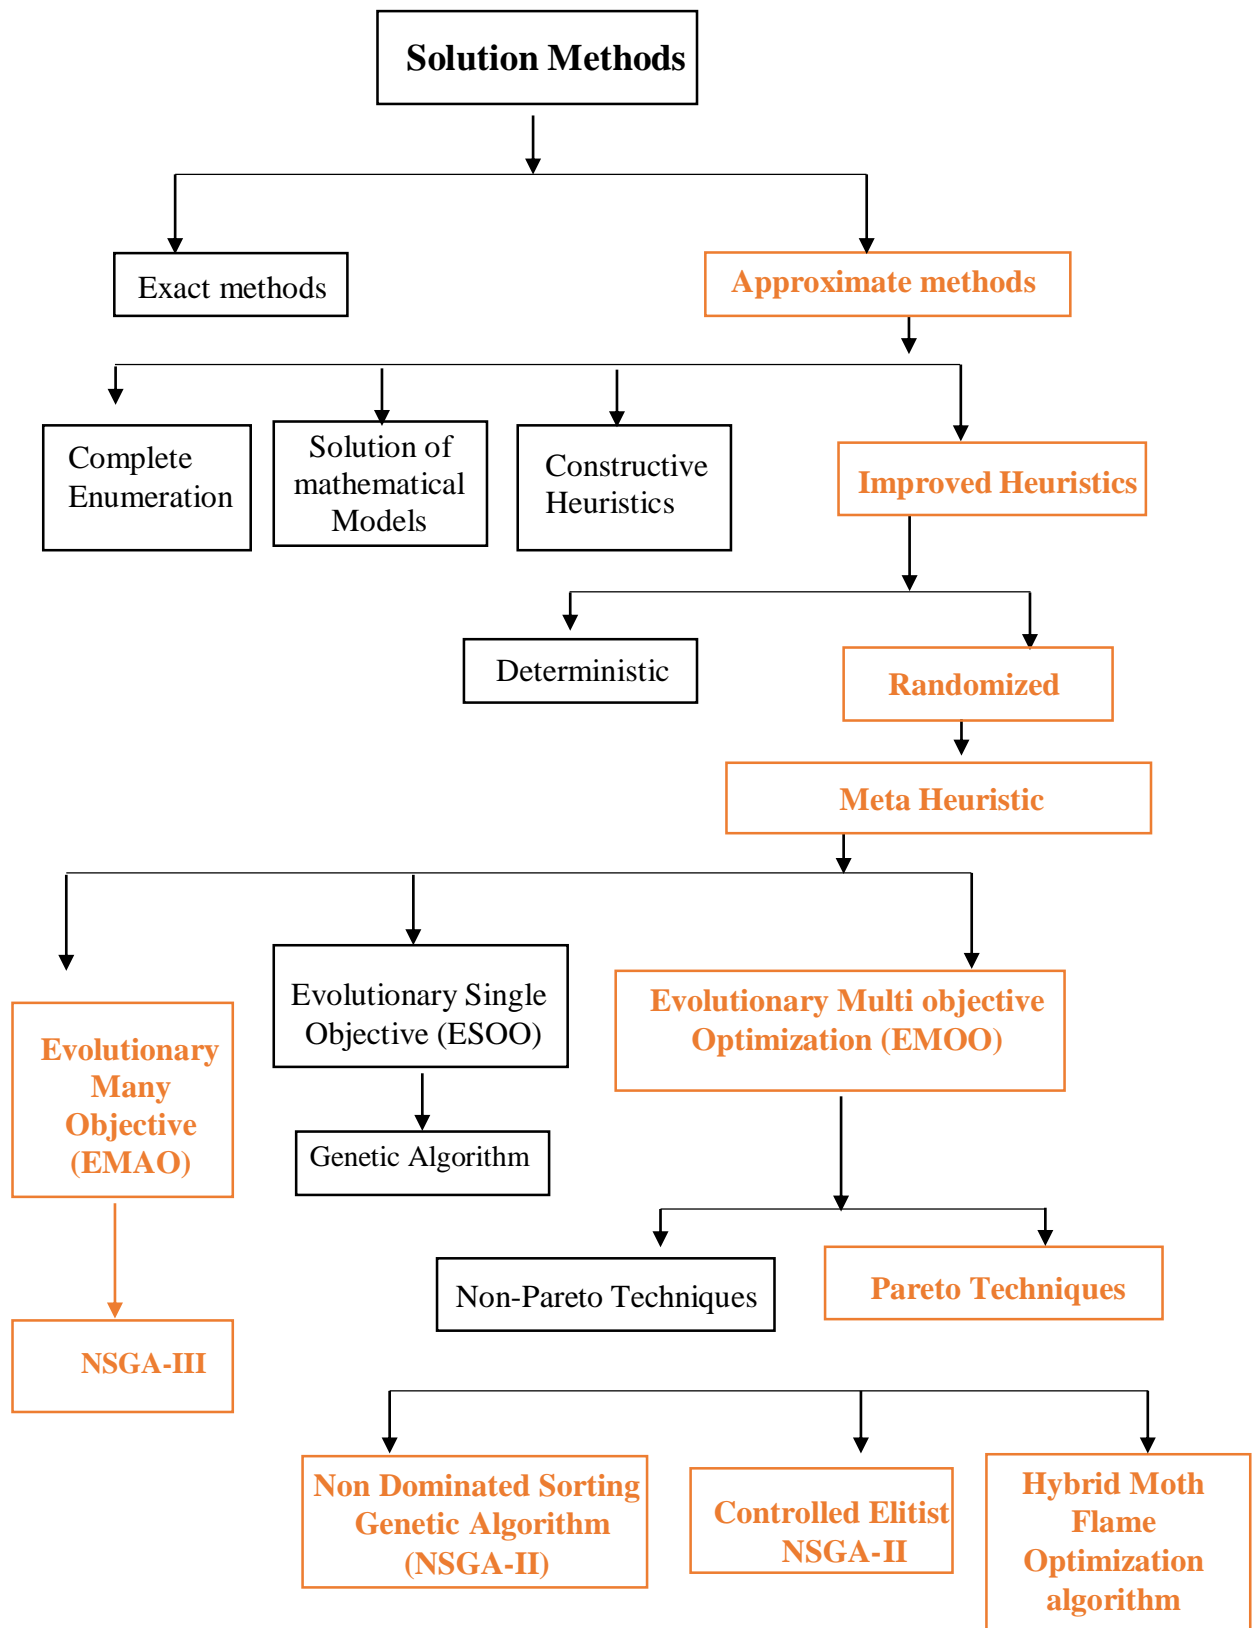 Solution Methods
Exact methods
Approximate methods
Complete
Enumeration
Solution of
mathematical
Models
Constructive
Heuristics
Improved Heuristics
Deterministic
Randomized
Meta Heuristic
Evolutionary
Many
Objective
(EMAO)
Evolutionary Single
Objective (ESOO)
Evolutionary Multi objective
Optimization (EMOO)
Genetic Algorithm
Non-Pareto Techniques
Pareto Techniques
NSGA-III
Non Dominated Sorting
Genetic Algorithm
(NSGA-II)
Controlled Elitist
NSGA-II
Hybrid Moth
Flame
Optimization
algorithm